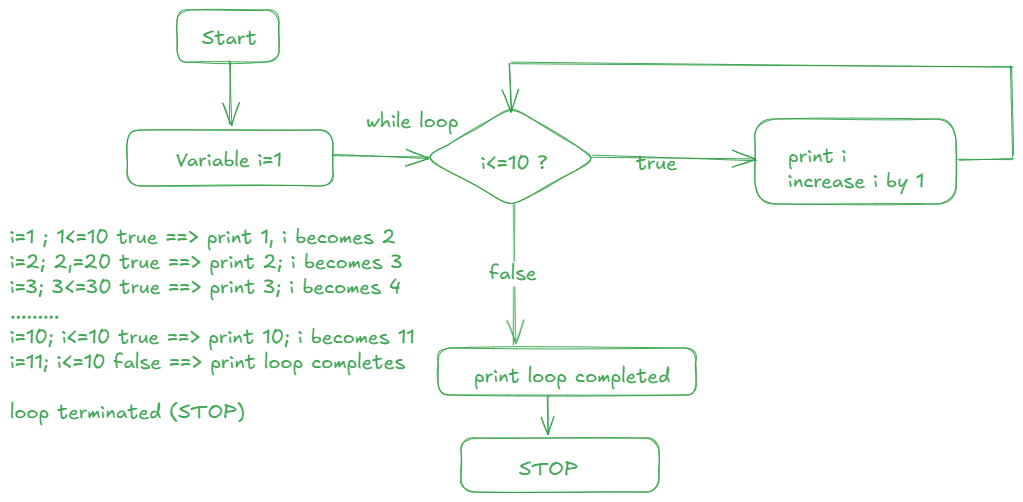 Start
while loop
Variable i=1
i<=10 ?
true
print i
increase i by 1
i=1 ; 1<=10 true ==> print 1, i becomes 2
i=2; 2,=20 true ==> print 2; i becomes 3
i=3; 3<=30 true ==> print 3; i becomes 4
.........
i=10; i<=10 true ==> print 10; i becomes 11
i=11; i<=10 false ==> print loop completes
loop terminated (STOP)
false
print loop completed
STOP